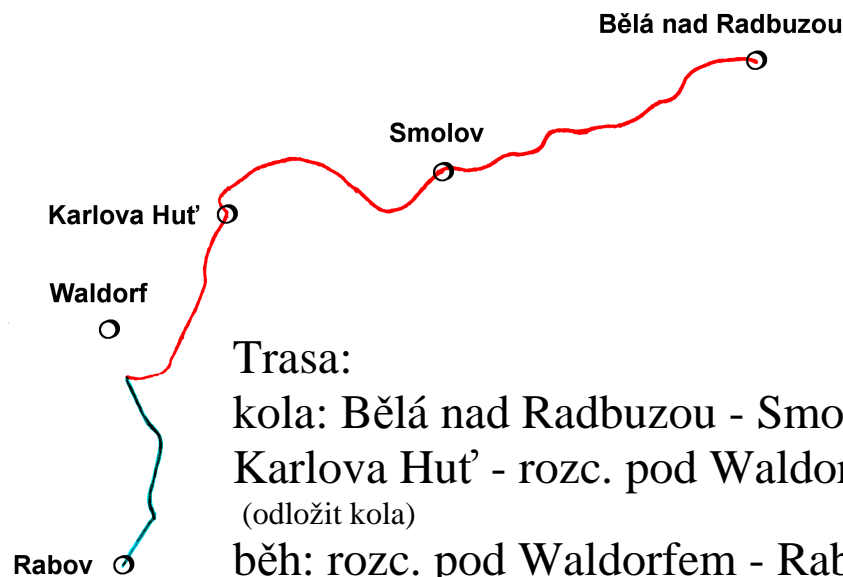 Bělá nad Radbuzou
Smolov
Karlova Huť
Waldorf
Trasa:
kola: Bělá nad Radbuzou - Smo
Karlova Huť - rozc. pod Waldor
(odložit kola)
běh: rozc. pod Waldorfem - Rab
Rabov